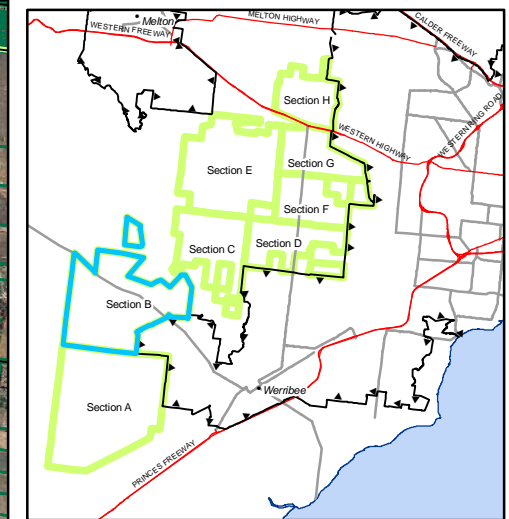 Melton
MELTON HIGHWAY
WESTERN FREEWAY
CALDER FREEWAY
Section H
WESTERN HIGHWAY
WESTERN RING ROAD
Section G
Section E
Section F
Section C
Section D
Section B
Werribee
Section A
PRINCES FREEWAY